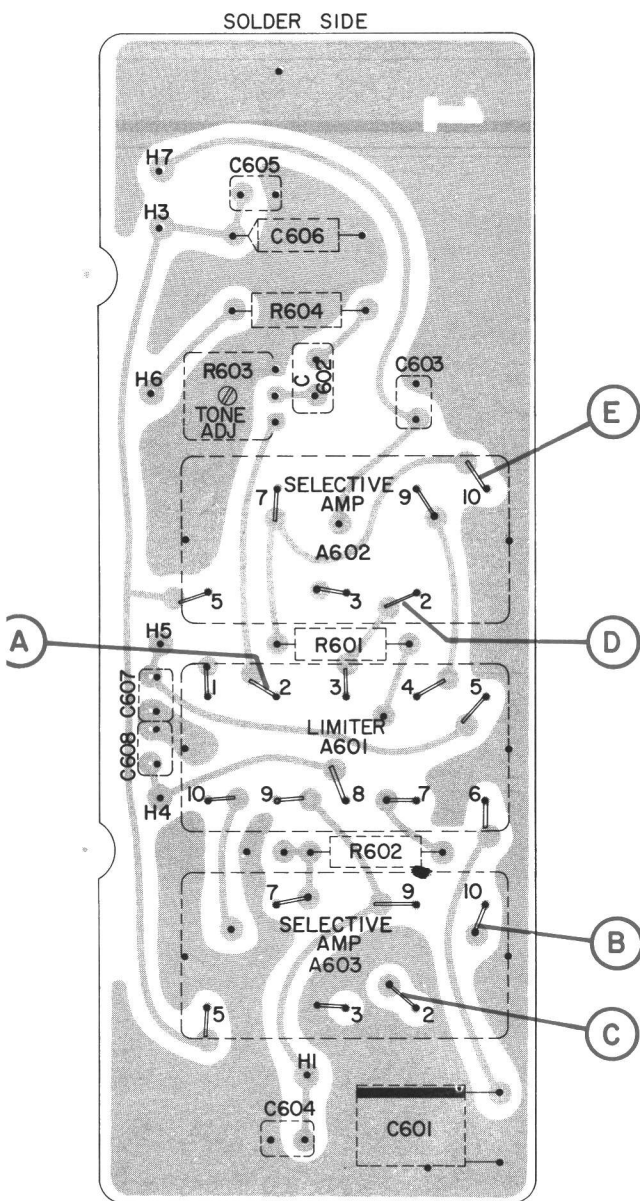 SOLDER SIDE
1
H7
C605
H3
C606
R604
H6
R603
TONE
ADJ
C
602
C603
E
7
SELECTIVE
AMP
9
10
A602
5
3
2
A
H5
R601
D
C607
1
2
3
4
5
LIMITER
A601
C608
H4
10
9
8
7
6
R602
7
SELECTIVE
AMP
A603
9
10
B
5
3
2
C
H1
C604
C601